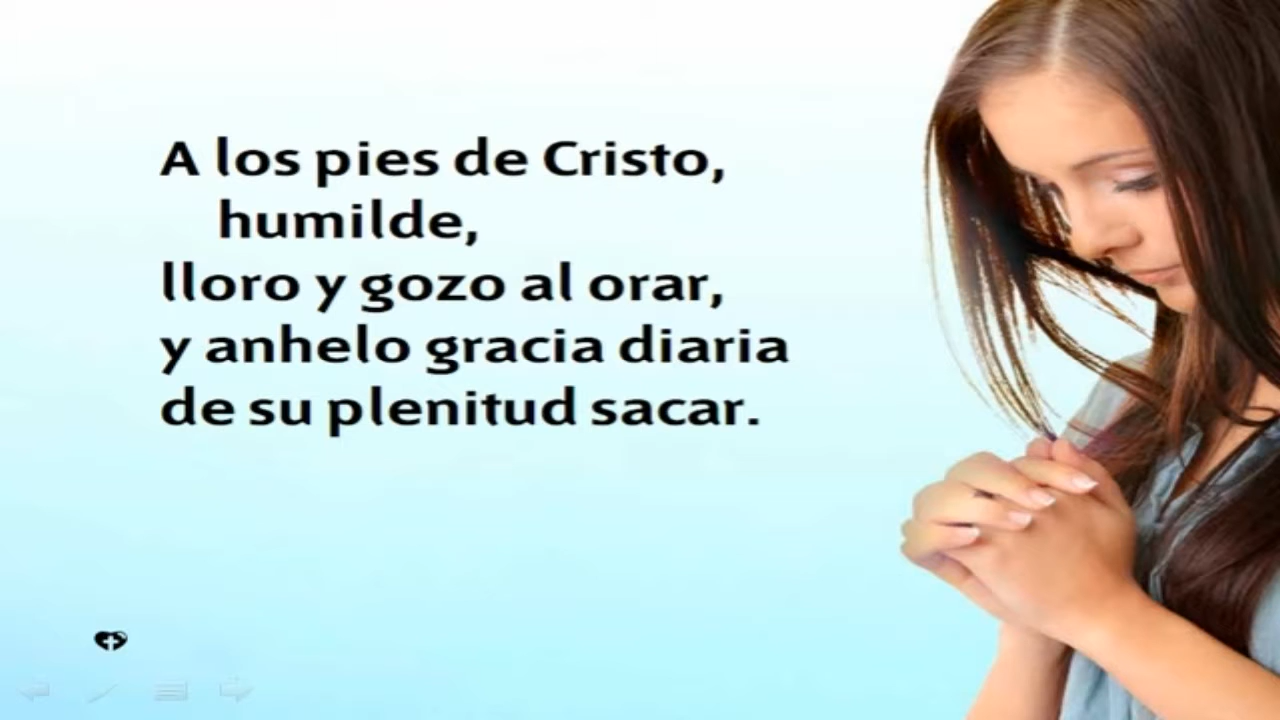 A los pies de Cristo,
humilde,
lloro y gozo al orar,
y anhelo gracia diaria
de su plenitud sacar.